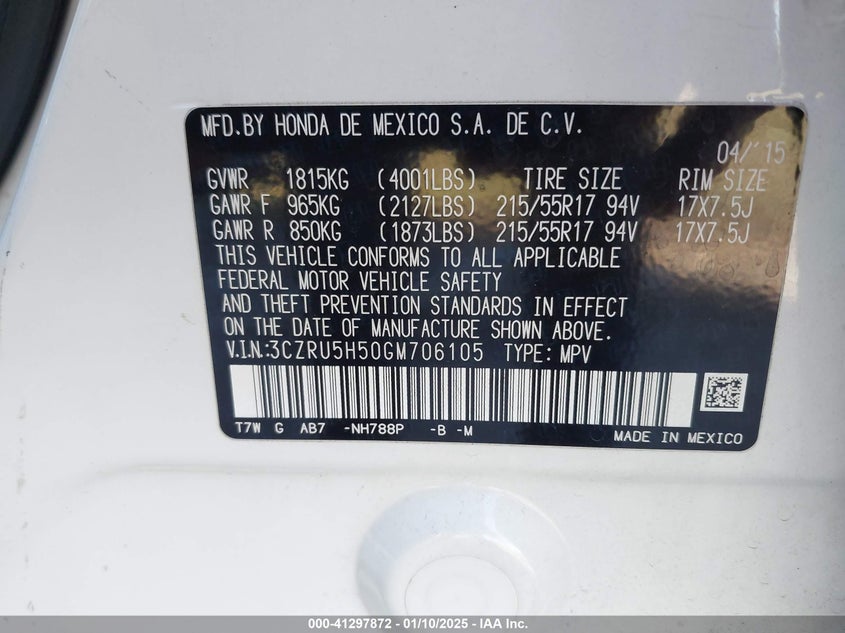 MFD.BY HONDA DE MEXICO S.A. DE C.V.
04/'15
GVWR 1815KG (4001LBS) TIRE SIZE RIM SIZE
GAWR F 965KG (2127LBS) 215/55R17 94V 17X7.5J
GAWR R 850KG (1873LBS) 215/55R17 94V 17X7.5J
THIS VEHICLE CONFORMS TO ALL APPLICABLE
FEDERAL MOTOR VEHICLE SAFETY
AND THEFT PREVENTION STANDARDS IN EFFECT
ON THE DATE OF MANUFACTURE SHOWN ABOVE.
V.I.N:3CZRU5H50GM706105 TYPE: MPV
T7W G AB7 -NH788P -B -M
MADE IN MEXICO
000-41297872 - 01/10/2025 - IAA Inc.